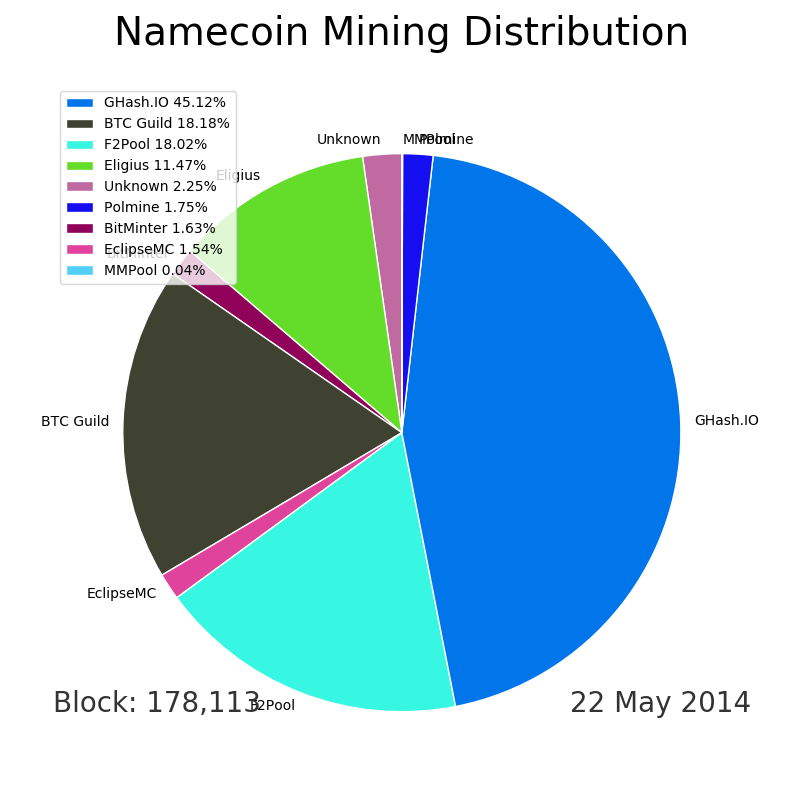 Namecoin Mining Distribution
GHash.IO 45.12%
BTC Guild 18.18%
F2Pool 18.02%
Eligius 11.47%
Unknown 2.25%
Polmine 1.75%
BitMinter 1.63%
EclipseMC 1.54%
MMPool 0.04%
Unknown
MMPool
Polmine
Eligius
BitMinter
BTC Guild
GHash.IO
EclipseMC
F2Pool
Block: 178,113
22 May 2014